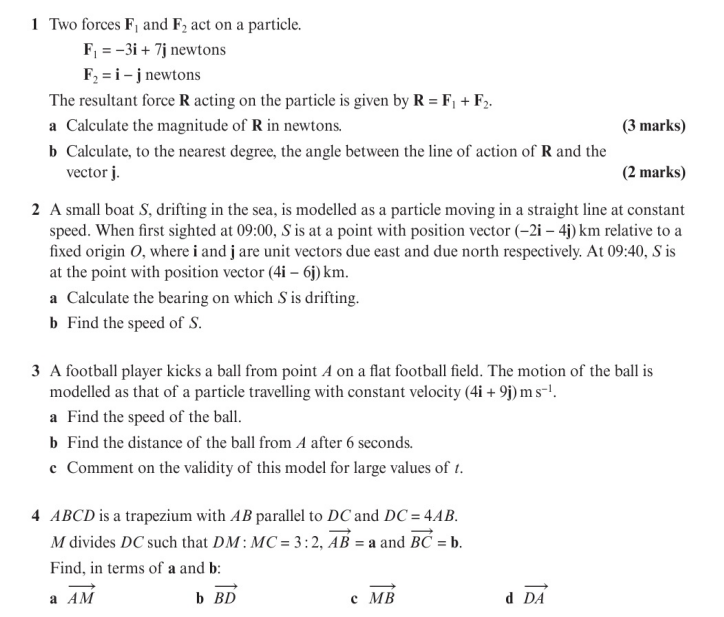 1 Two forces F₁ and F₂ act on a particle.
F₁ = −3i + 7j newtons
F₂ = i − j newtons
The resultant force R acting on the particle is given by R = F₁ + F₂.
a Calculate the magnitude of R in newtons. (3 marks)
b Calculate, to the nearest degree, the angle between the line of action of R and the
vector j. (2 marks)
2 A small boat S, drifting in the sea, is modelled as a particle moving in a straight line at constant
speed. When first sighted at 09:00, S is at a point with position vector (−2i − 4j) km relative to a
fixed origin O, where i and j are unit vectors due east and due north respectively. At 09:40, S is
at the point with position vector (4i − 6j) km.
a Calculate the bearing on which S is drifting.
b Find the speed of S.
3 A football player kicks a ball from point A on a flat football field. The motion of the ball is
modelled as that of a particle travelling with constant velocity (4i + 9j) m s⁻¹.
a Find the speed of the ball.
b Find the distance of the ball from A after 6 seconds.
c Comment on the validity of this model for large values of t.
4 ABCD is a trapezium with AB parallel to DC and DC = 4AB.
M divides DC such that DM : MC = 3 : 2, A⃗B⃗ = a and B⃗C⃗ = b.
Find, in terms of a and b:
a A⃗M⃗ b B⃗D⃗ c M⃗B⃗ d D⃗A⃗